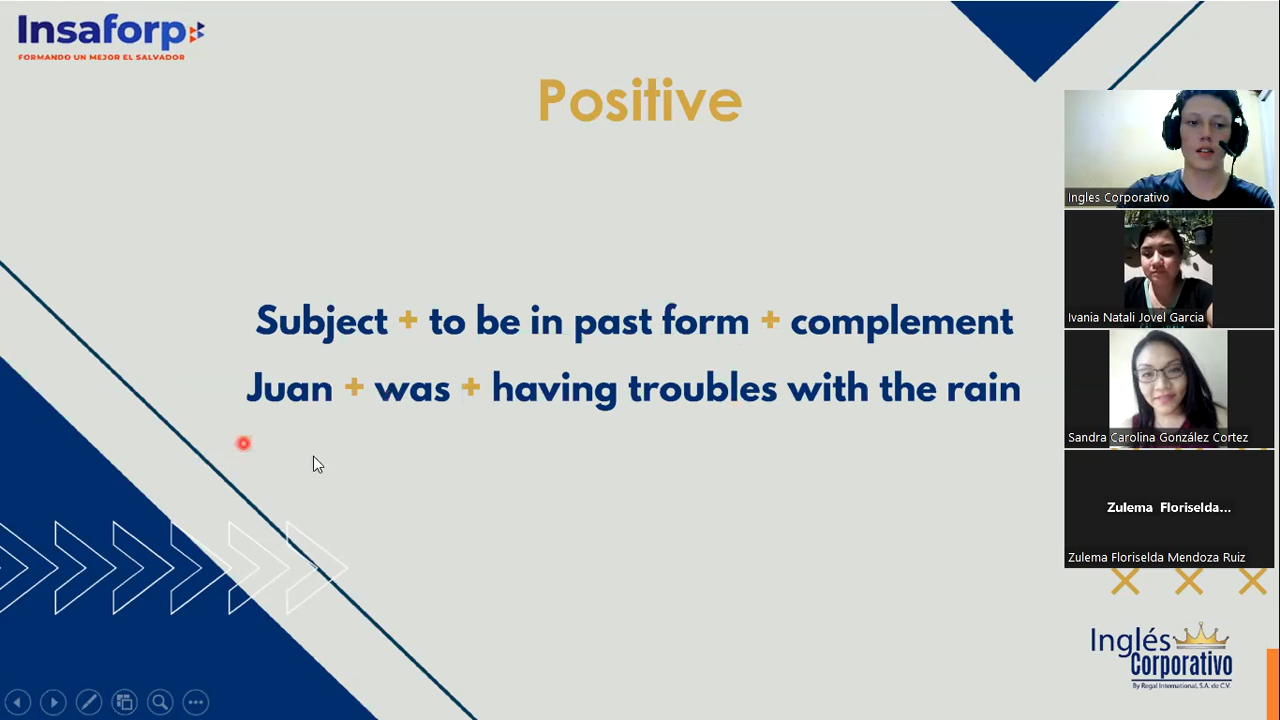 Insaforp
FORMANDO UN MEJOR EL SALVADOR
Positive
Subject + to be in past form + complement
Juan + was + having troubles with the rain
Ingles Corporativo
Ivania Natali Jovel Garcia
Sandra Carolina González Cortez
Zulema Floriselda...
Zulema Floriselda Mendoza Ruiz
Inglés
Corporativo
By Regal International, S.A. de C.V.